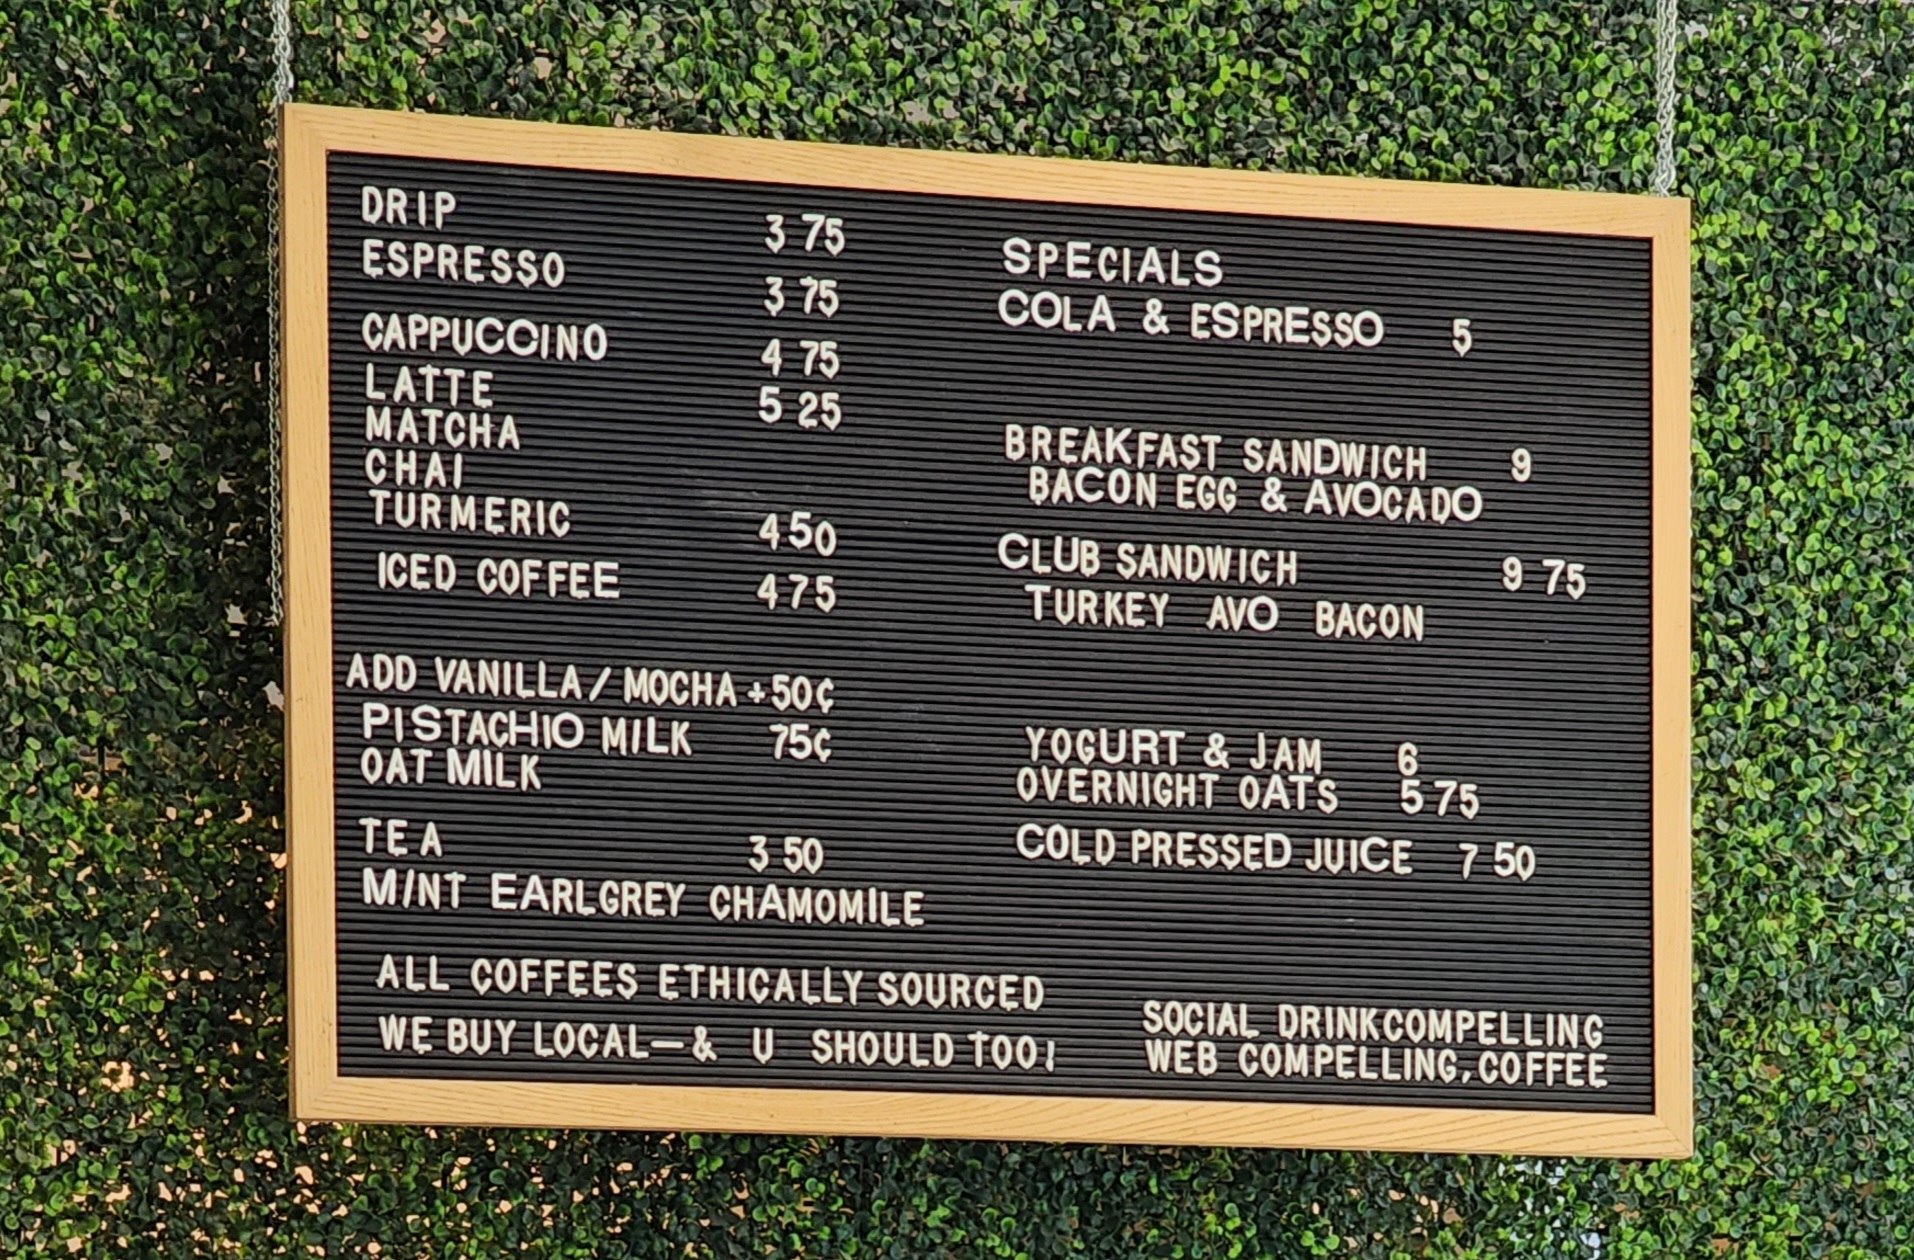 DRIP 3 75
ESPRESSO 3 75
CAPPUCCINO 4 75
LATTE 5 25
MATCHA
CHAI
TURMERIC 4 50
ICED COFFEE 4 75
ADD VANILLA / MOCHA +50¢
PISTACHIO MILK 75¢
OAT MILK
TEA 3 50
MINT EARLGREY CHAMOMILE
ALL COFFEES ETHICALLY SOURCED
WE BUY LOCAL—& U SHOULD TOO!
SPECIALS
COLA & ESPRESSO 5
BREAKFAST SANDWICH 9
BACON EGG & AVOCADO
CLUB SANDWICH 9 75
TURKEY AVO BACON
YOGURT & JAM 6
OVERNIGHT OATS 5 75
COLD PRESSED JUICE 7 50
SOCIAL DRINKCOMPELLING
WEB COMPELLING.COFFEE